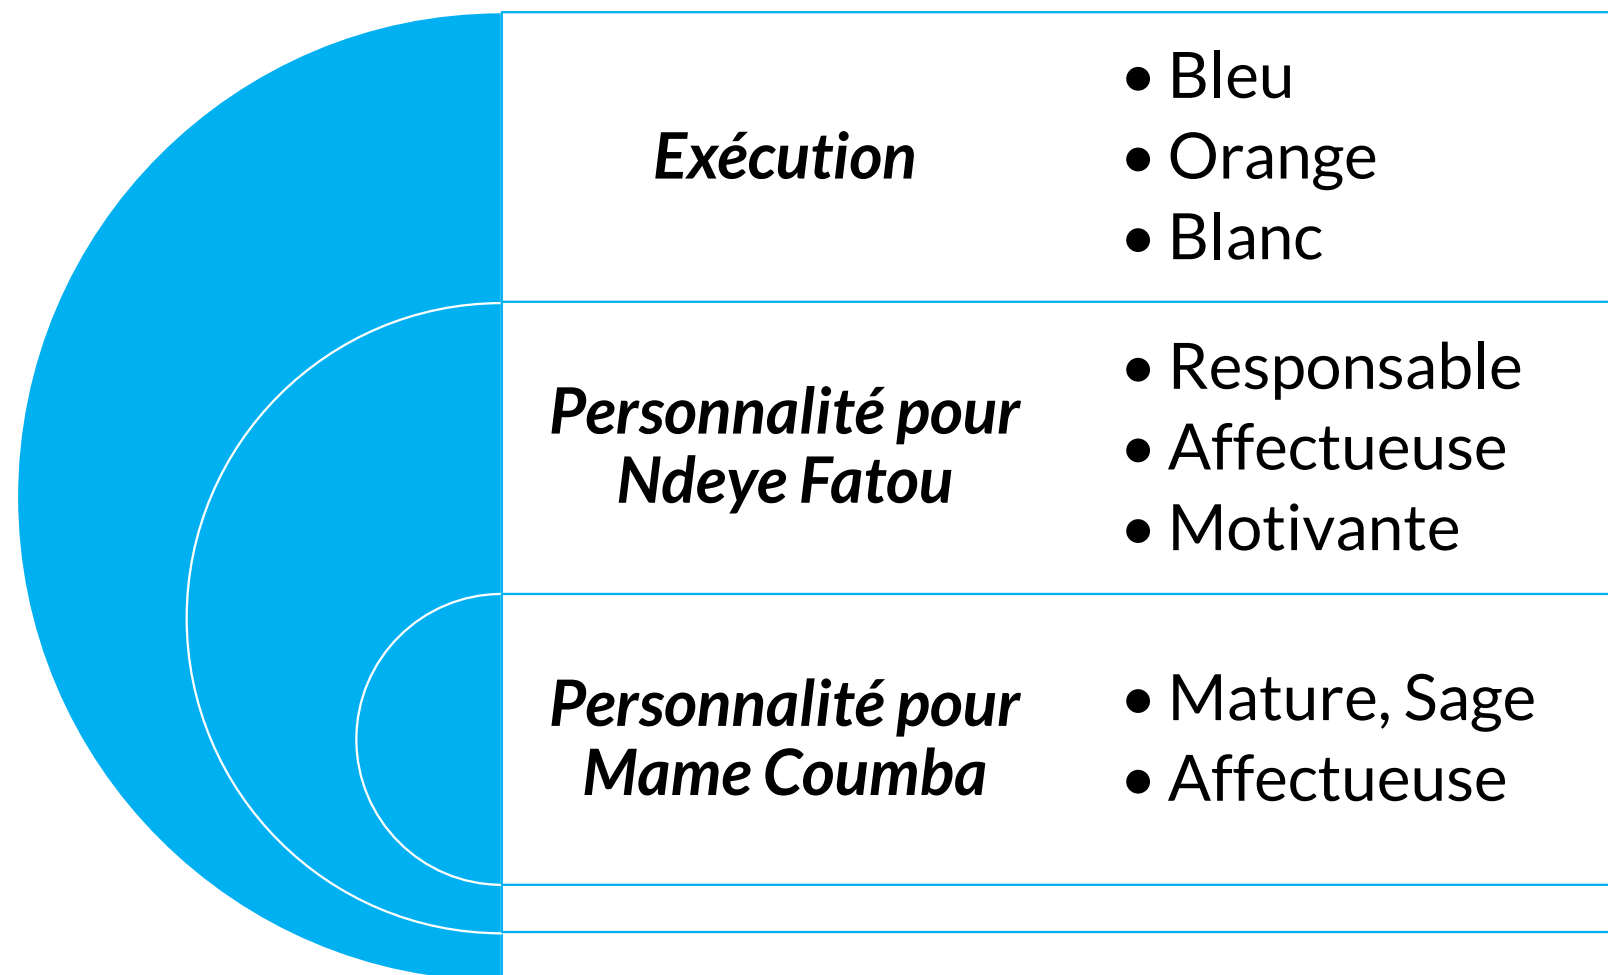 Exécution
• Bleu
• Orange
• Blanc
Personnalité pour
Ndeye Fatou
• Responsable
• Affectueuse
• Motivante
Personnalité pour
Mame Coumba
• Mature, Sage
• Affectueuse